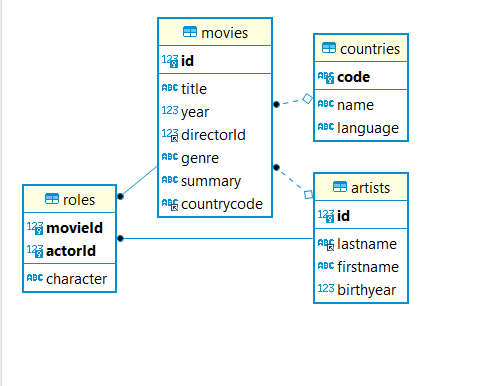 movies
123 id
ABC title
123 year
123 directorId
ABC genre
ABC summary
ABC countrycode
countries
ABC code
ABC name
ABC language
artists
123 id
ABC lastname
ABC firstname
123 birthyear
roles
123 movieId
123 actorId
ABC character